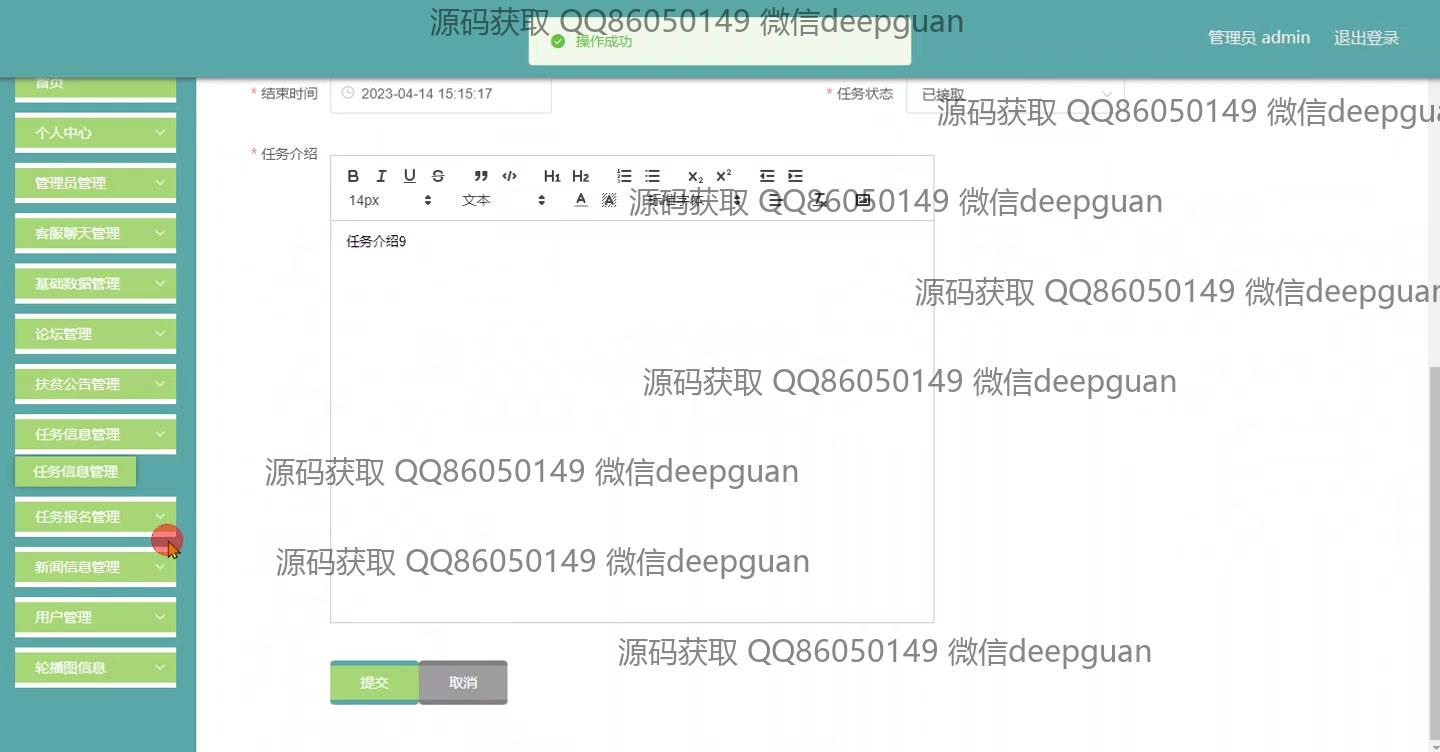 源码获取 QQ86050149 微信deepguan
操作成功
管理员 admin
退出登录
首页
个人中心
管理员管理
客服聊天管理
基础数据管理
论坛管理
扶贫公告管理
任务信息管理
任务信息管理
任务报名管理
新闻信息管理
用户管理
轮播图信息
* 结束时间
2023-04-14 15:15:17
* 任务状态
已接取
源码获取 QQ86050149 微信deepgua
* 任务介绍
B I U S H1 H2 x2 x2
14px
文本
标准字体
源码获取 QQ86050149 微信deepguan
任务介绍9
源码获取 QQ86050149 微信deepguan
源码获取 QQ86050149 微信deepguan
源码获取 QQ86050149 微信deepguan
源码获取 QQ86050149 微信deepguan
源码获取 QQ86050149 微信deepguan
提交
取消